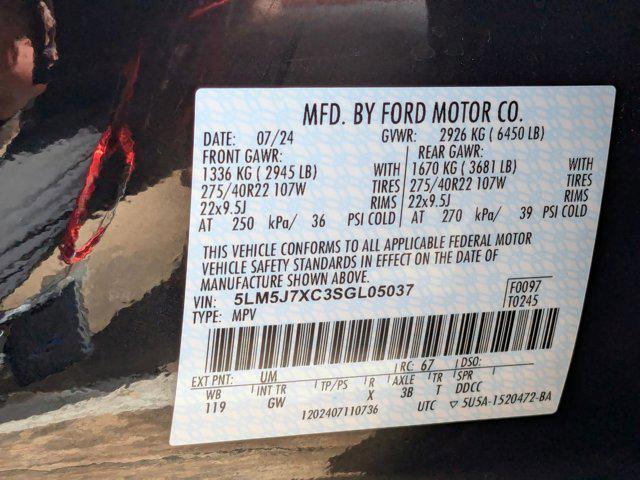 MFD. BY FORD MOTOR CO.
DATE: 07/24 GVWR: 2926 KG ( 6450 LB)
FRONT GAWR: REAR GAWR:
1336 KG ( 2945 LB) WITH 1670 KG ( 3681 LB) WITH
275/40R22 107W TIRES 275/40R22 107W TIRES
22x9.5J RIMS 22x9.5J RIMS
AT 250 kPa/ 36 PSI COLD AT 270 kPa/ 39 PSI COLD
THIS VEHICLE CONFORMS TO ALL APPLICABLE FEDERAL MOTOR
VEHICLE SAFETY STANDARDS IN EFFECT ON THE DATE OF
MANUFACTURE SHOWN ABOVE.
VIN: 5LM5J7XC3SGL05037 F0097
TYPE: MPV T0245
EXT PNT: UM RC: 67 DSO:
WB INT TR TP/PS R AXLE TR SPR
119 GW X 3B T DDCC
1202407110736 UTC ▽ 5U5A-1520472-BA